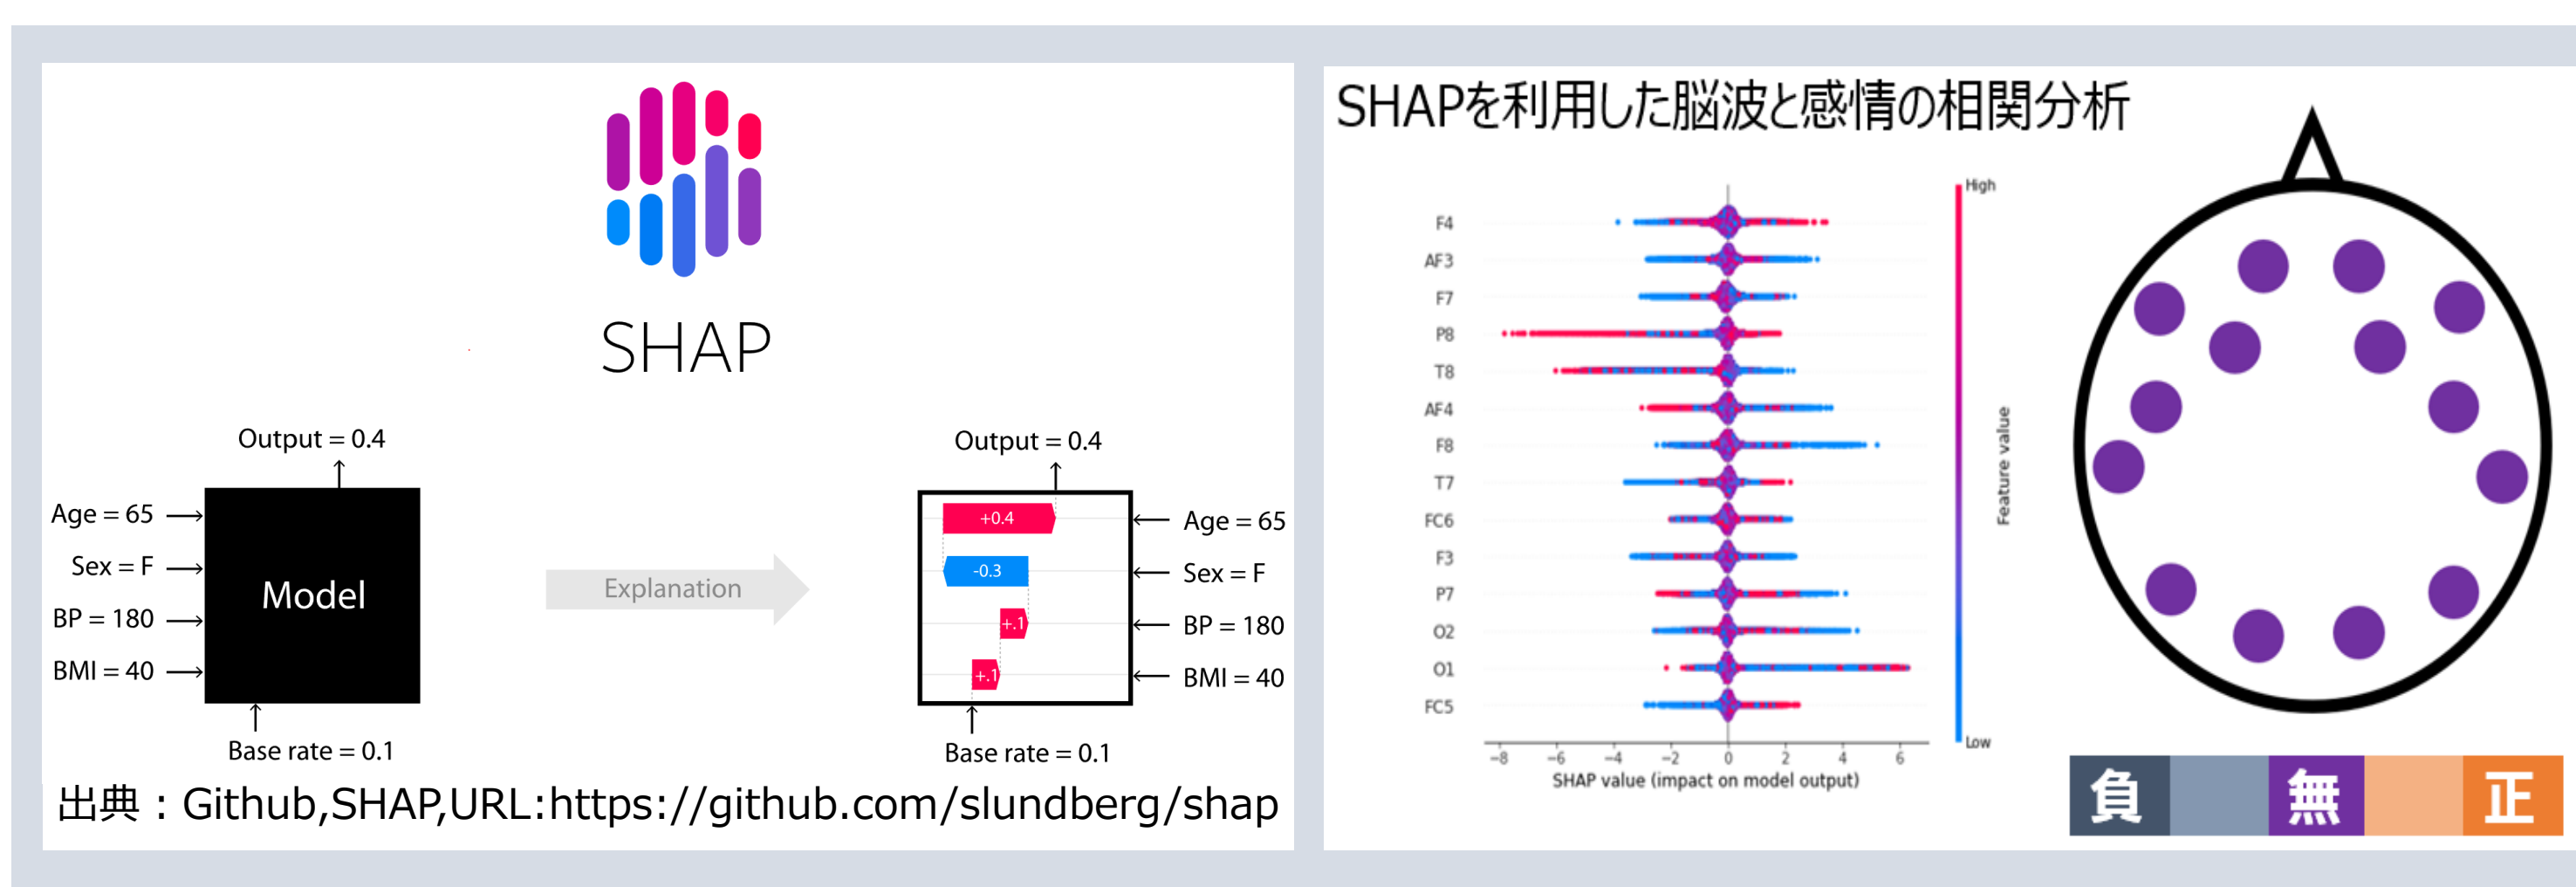 SHAP
Output = 0.4
Age = 65
Sex = F
BP = 180
BMI = 40
Model
Base rate = 0.1
Explanation
Output = 0.4
+0.4
-0.3
+.1
+.1
Age = 65
Sex = F
BP = 180
BMI = 40
Base rate = 0.1
出典：Github,SHAP,URL:https://github.com/slundberg/shap
SHAPを利用した脳波と感情の相関分析
F4
AF3
F7
P8
T8
AF4
F8
T7
FC6
F3
P7
O2
O1
FC5
−8 −6 −4 −2 0 2 4 6
SHAP value (impact on model output)
High
Feature value
Low
負 無 正